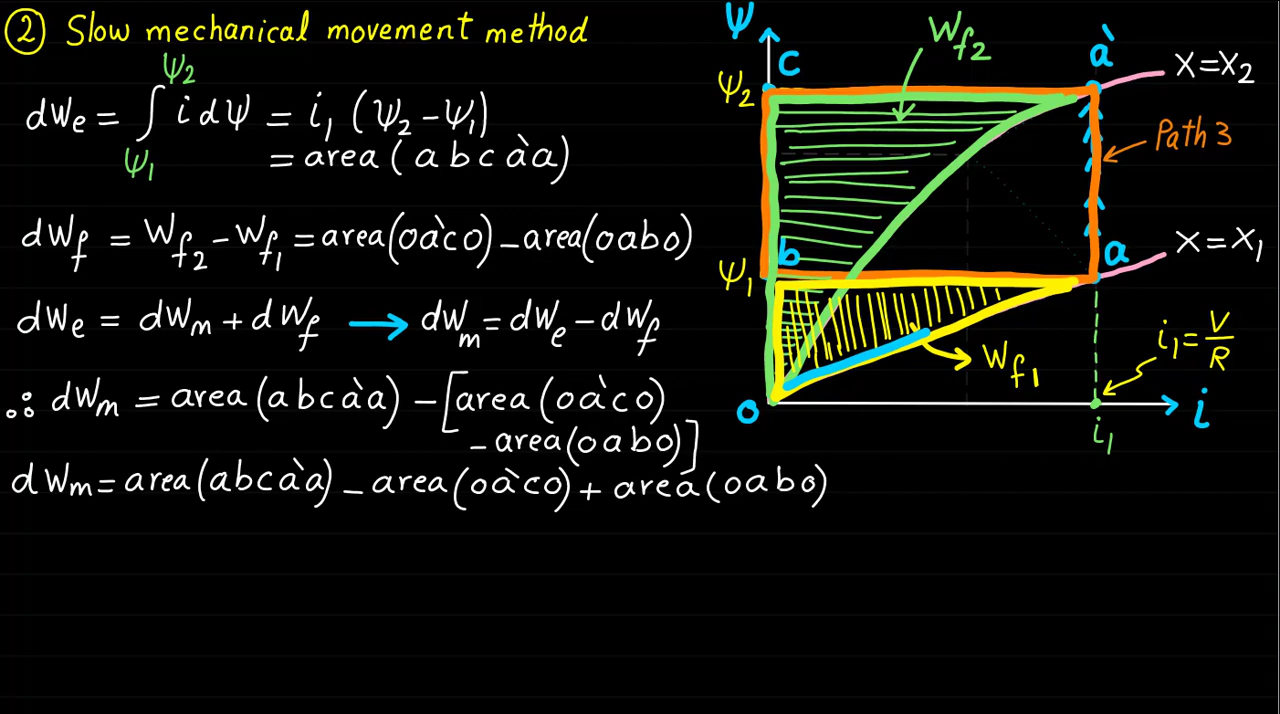 ② Slow mechanical movement method
dWe = ∫ψ₁^ψ₂ i dψ = i₁ (ψ₂ - ψ₁)
= area (a b c à a)
dWf = Wf₂ - Wf₁ = area(oàco) - area(oabo)
dWe = dWm + dWf → dWm = dWe - dWf
∴ dWm = area (a b c à a) - [area (o à c o)
- area(o a b o)]
dWm = area(abcàa) - area(oàco) + area (oabo)
ψ
Wf₂
c
à
X=X₂
ψ₂
Path 3
b
a
X=X₁
ψ₁
i₁ = V/R
Wf₁
o
i
i₁